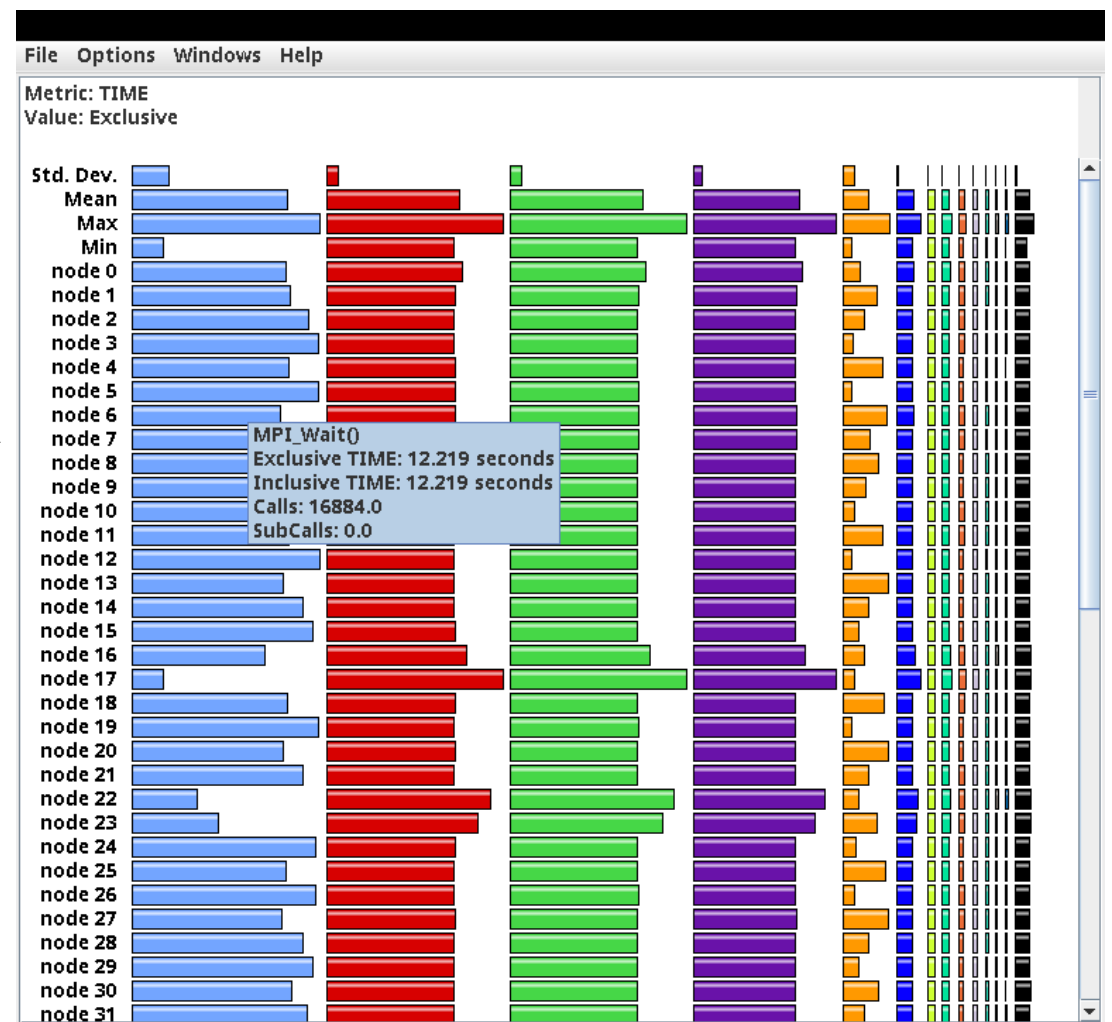 File Options Windows Help
Metric: TIME
Value: Exclusive
Std. Dev.
Mean
Max
Min
node 0
node 1
node 2
node 3
node 4
node 5
node 6
node 7
node 8
node 9
node 10
node 11
node 12
node 13
node 14
node 15
node 16
node 17
node 18
node 19
node 20
node 21
node 22
node 23
node 24
node 25
node 26
node 27
node 28
node 29
node 30
node 31
MPI_Wait()
Exclusive TIME: 12.219 seconds
Inclusive TIME: 12.219 seconds
Calls: 16884.0
SubCalls: 0.0